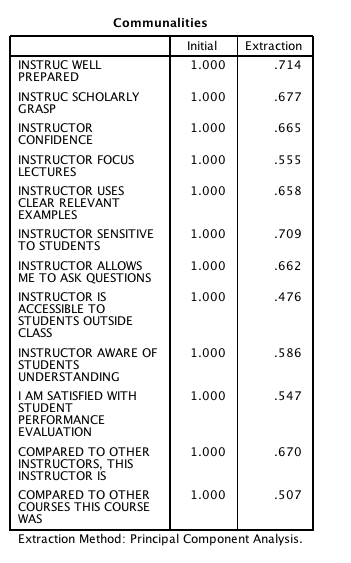 Communalities
Initial Extraction
INSTRUC WELL 1.000 .714
PREPARED
INSTRUC SCHOLARLY 1.000 .677
GRASP
INSTRUCTOR 1.000 .665
CONFIDENCE
INSTRUCTOR FOCUS 1.000 .555
LECTURES
INSTRUCTOR USES 1.000 .658
CLEAR RELEVANT
EXAMPLES
INSTRUCTOR SENSITIVE 1.000 .709
TO STUDENTS
INSTRUCTOR ALLOWS 1.000 .662
ME TO ASK QUESTIONS
INSTRUCTOR IS 1.000 .476
ACCESSIBLE TO
STUDENTS OUTSIDE
CLASS
INSTRUCTOR AWARE OF 1.000 .586
STUDENTS
UNDERSTANDING
I AM SATISFIED WITH 1.000 .547
STUDENT
PERFORMANCE
EVALUATION
COMPARED TO OTHER 1.000 .670
INSTRUCTORS, THIS
INSTRUCTOR IS
COMPARED TO OTHER 1.000 .507
COURSES THIS COURSE
WAS
Extraction Method: Principal Component Analysis.